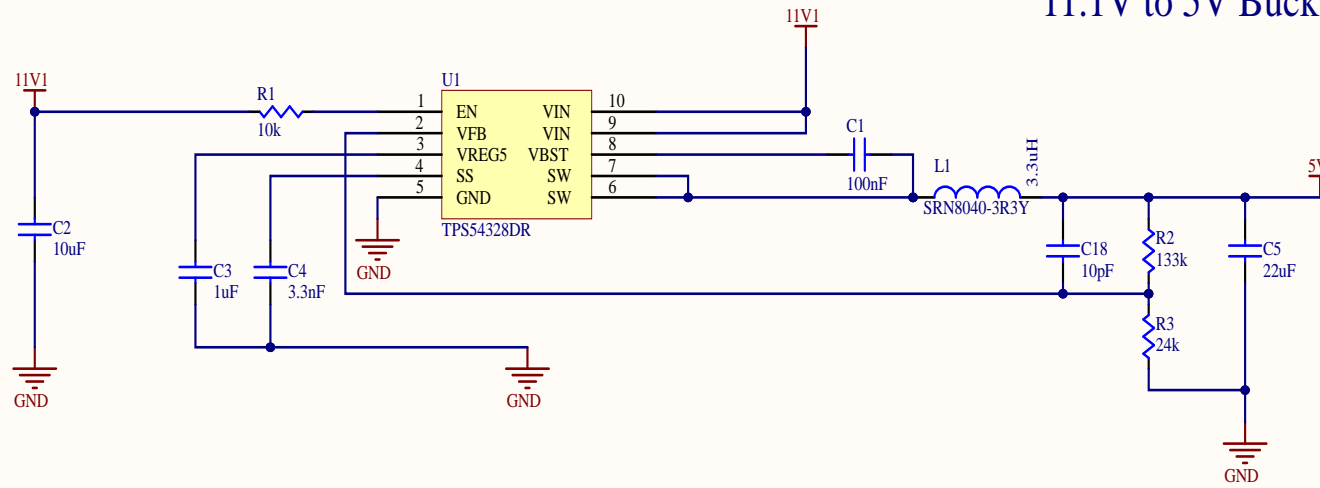 11.1V to 5V Buck
11V1
11V1
U1
R1
10k
1 EN VIN 10
2 VFB VIN 9
3 VREG5 VBST 8
4 SS SW 7
5 GND SW 6
TPS54328DR
C1
100nF
L1
3.3uH
SRN8040-3R3Y
C2
10uF
GND
C3
1uF
C4
3.3nF
GND
GND
C18
10pF
R2
133k
C5
22uF
R3
24k
GND